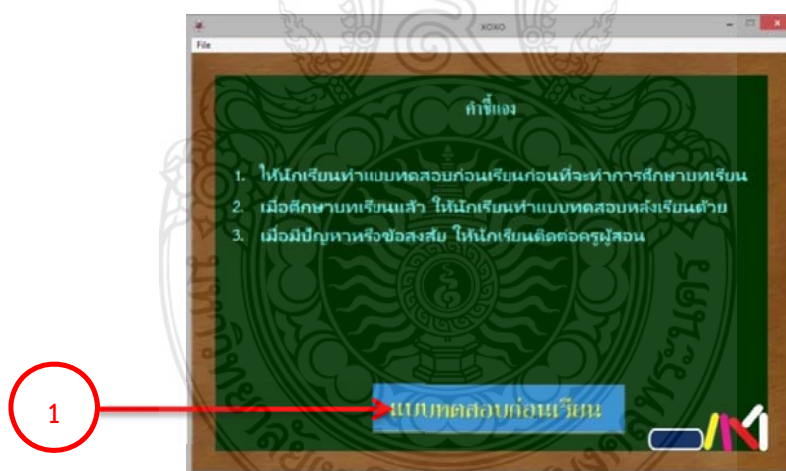 xoxo
File
คำชี้แจง
1. ให้นักเรียนทำแบบทดสอบก่อนเรียนก่อนที่จะทำการศึกษาบทเรียน
2. เมื่อศึกษาบทเรียนแล้ว ให้นักเรียนทำแบบทดสอบหลังเรียนด้วย
3. เมื่อมีปัญหาหรือข้อสงสัย ให้นักเรียนติดต่อครูผู้สอน
1
แบบทดสอบก่อนเรียน